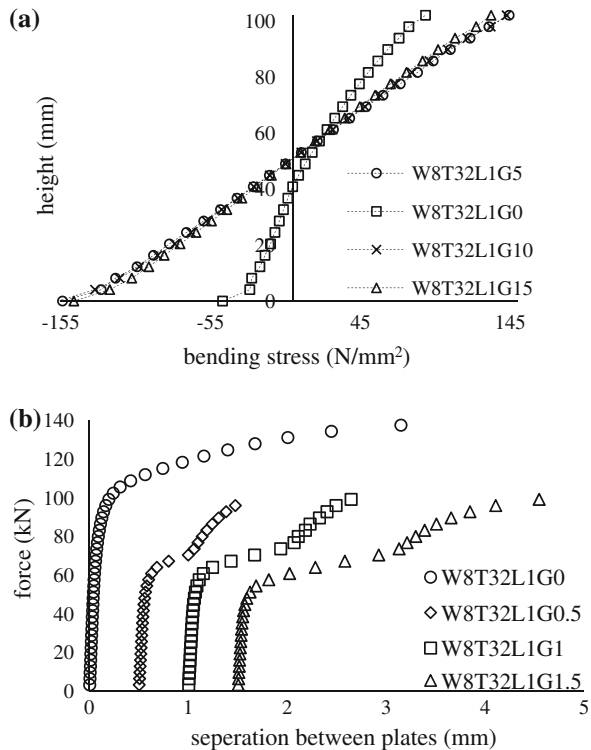 (a)
100
80
60
40
20
0
height (mm)
W8T32L1G5
W8T32L1G0
W8T32L1G10
W8T32L1G15
-155 -55 45 145
bending stress (N/mm²)
(b)
140
120
100
80
60
40
20
0
force (kN)
W8T32L1G0
W8T32L1G0.5
W8T32L1G1
W8T32L1G1.5
0 1 2 3 4 5
seperation between plates (mm)